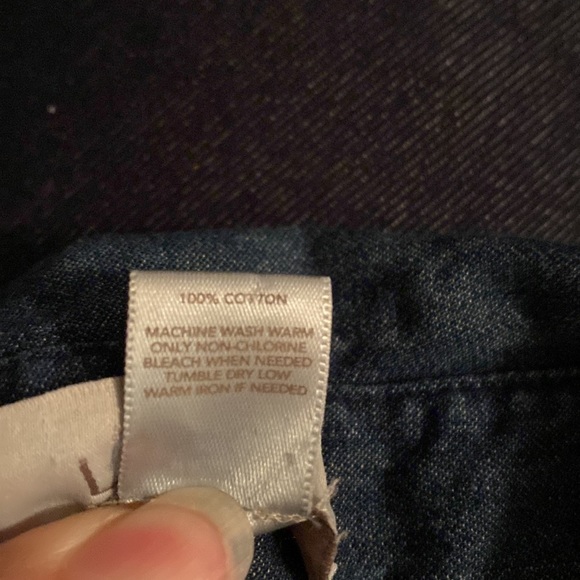 100% COTTON
MACHINE WASH WARM
ONLY NON-CHLORINE
BLEACH WHEN NEEDED
TUMBLE DRY LOW
WARM IRON IF NEEDED